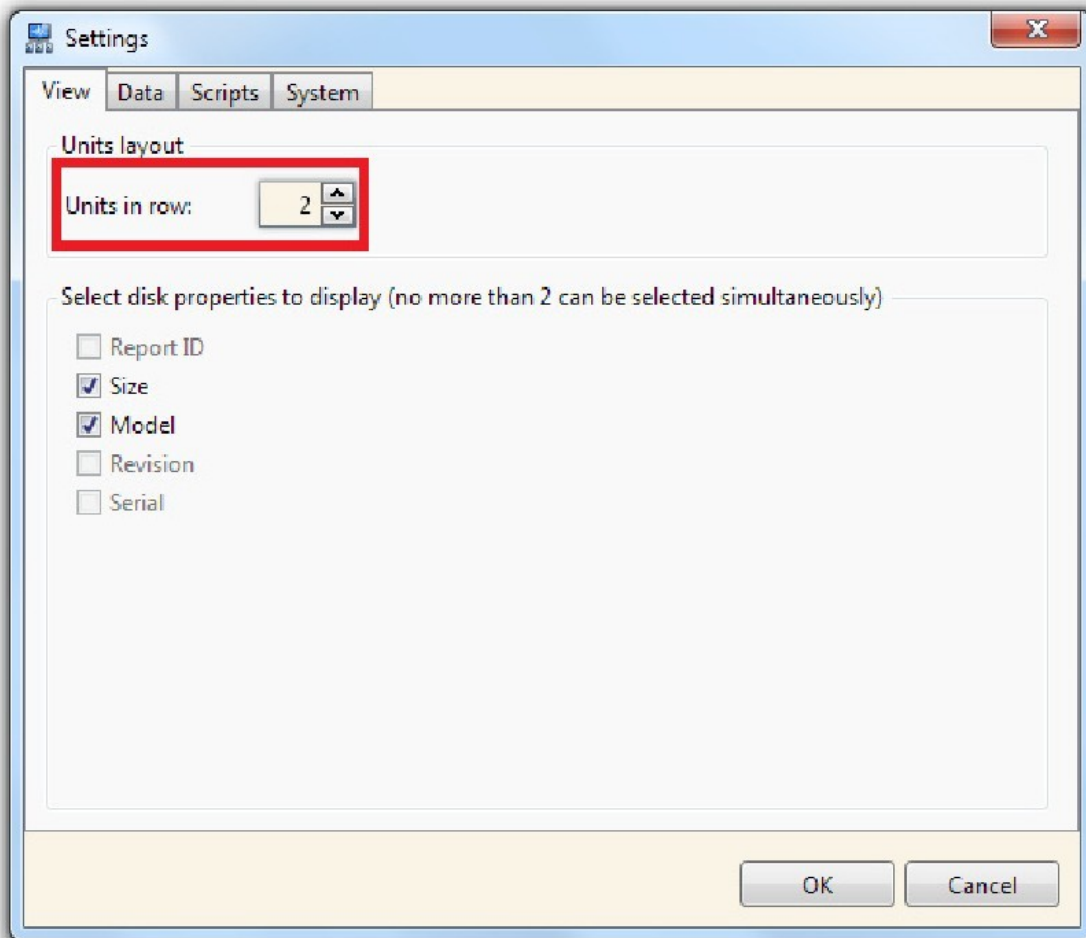 Settings
View Data Scripts System
Units layout
Units in row: 2
Select disk properties to display (no more than 2 can be selected simultaneously)
Report ID
Size
Model
Revision
Serial
OK Cancel